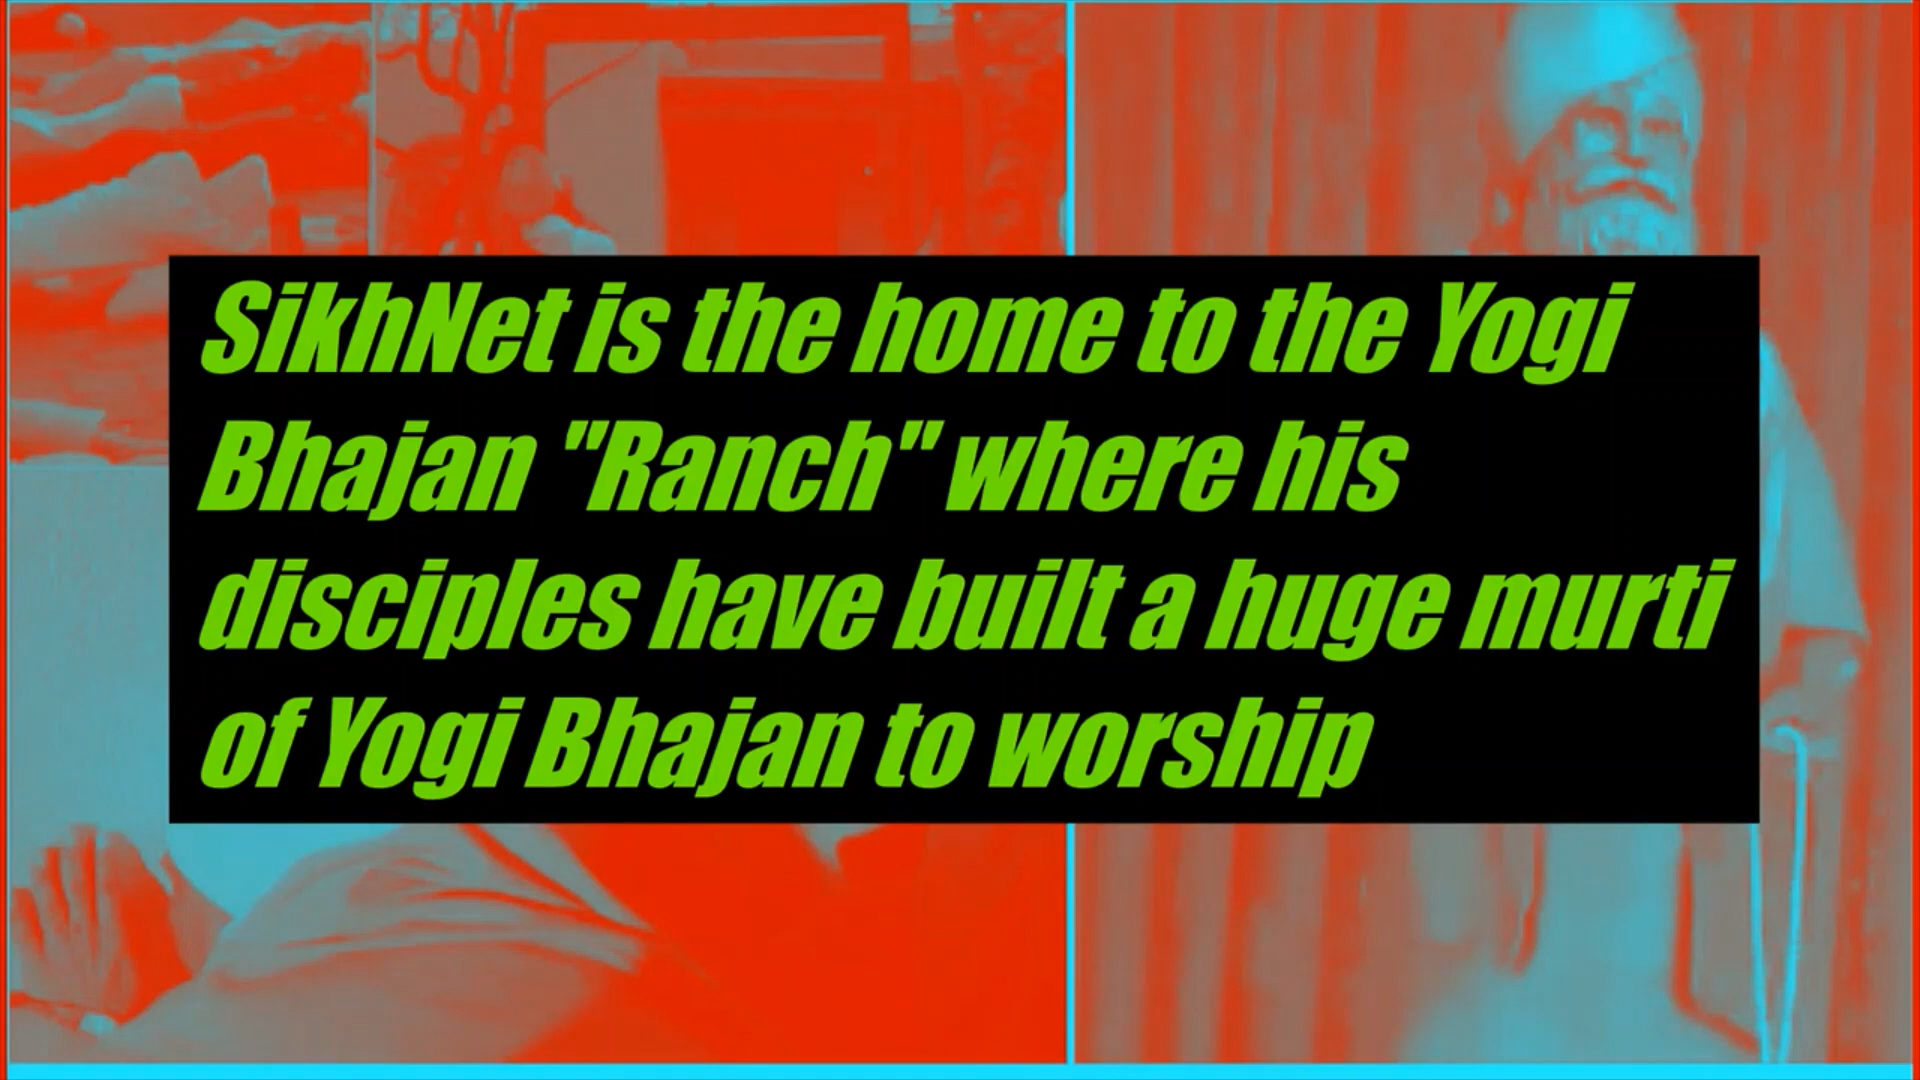 SikhNet is the home to the Yogi
Bhajan "Ranch" where his
disciples have built a huge murti
of Yogi Bhajan to worship